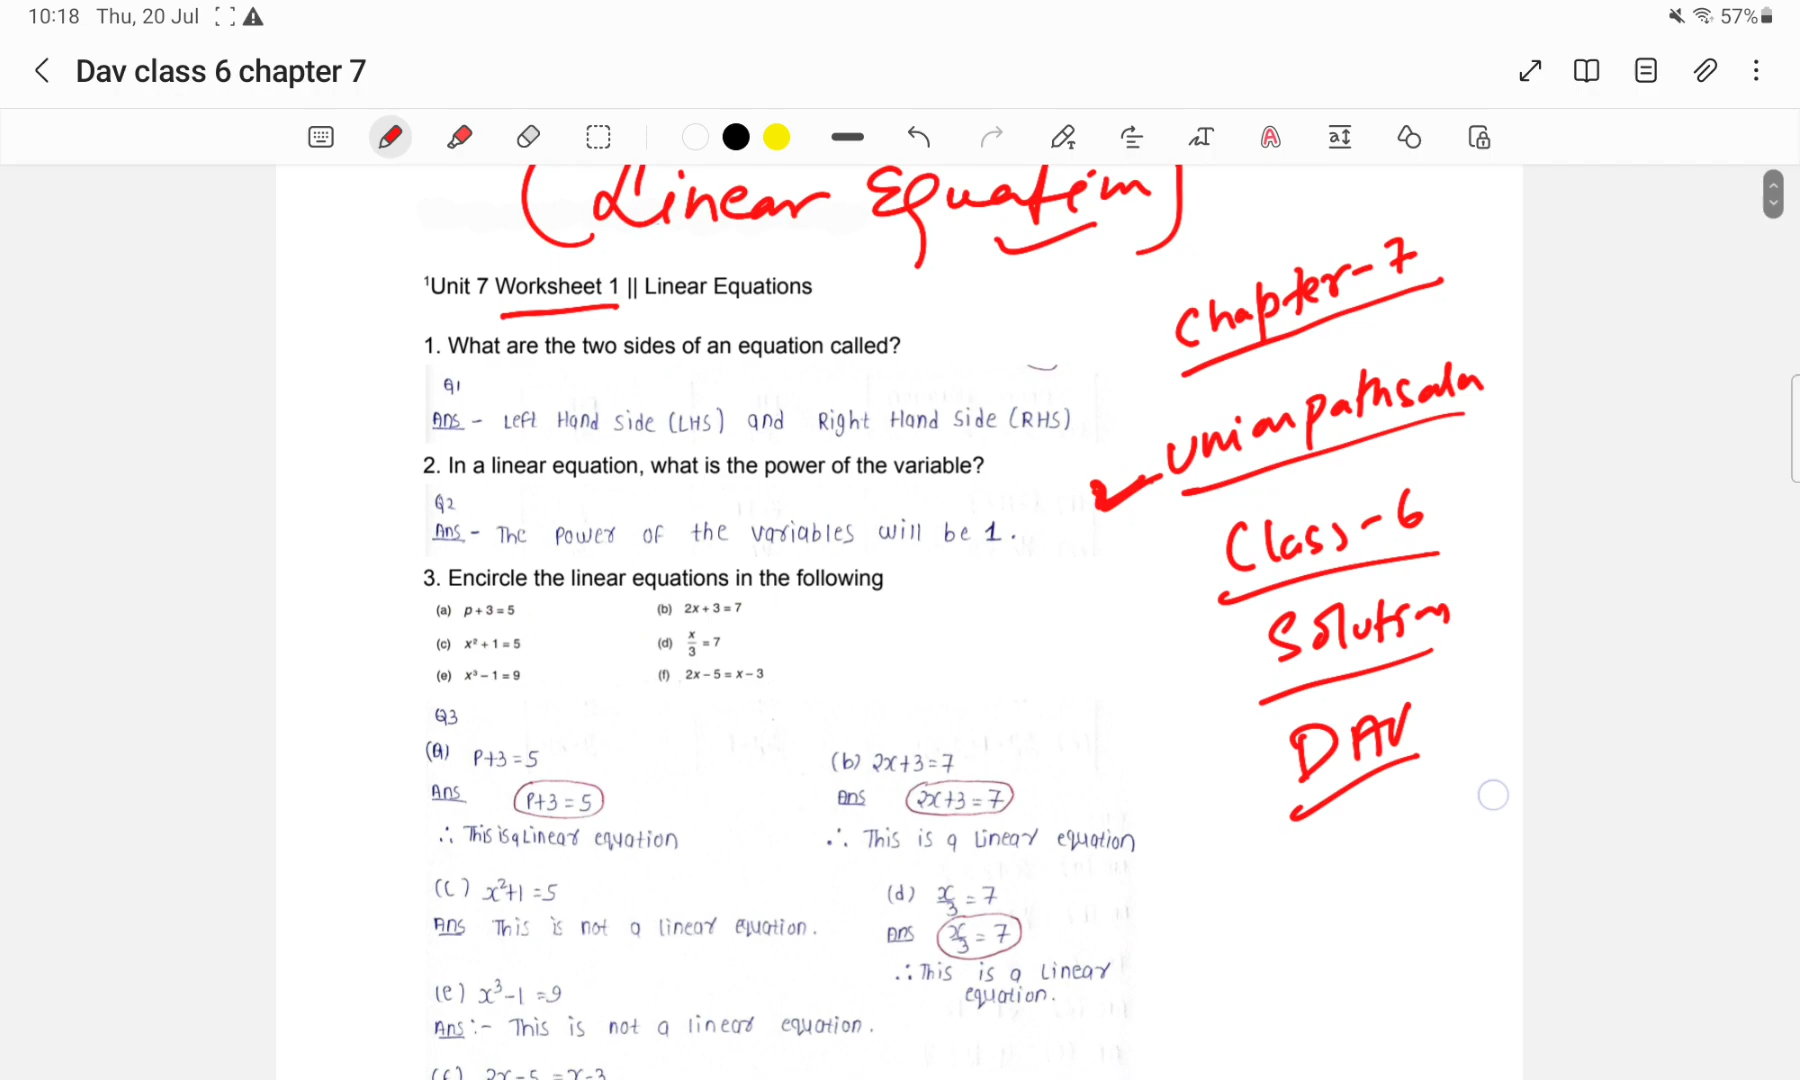 10:18 Thu, 20 Jul
57%
Dav class 6 chapter 7
(Linear Equation)
¹Unit 7 Worksheet 1 || Linear Equations
Chapter-7
1. What are the two sides of an equation called?
Q1
Ans - Left Hand Side (LHS) and Right Hand Side (RHS)
Union pathsala
2. In a linear equation, what is the power of the variable?
Q2
Ans - The Power of the variables will be 1.
Class-6
3. Encircle the linear equations in the following
(a) p + 3 = 5 (b) 2x + 3 = 7
Solution
(c) x² + 1 = 5 (d) x/3 = 7
(e) x³ – 1 = 9 (f) 2x – 5 = x – 3
DAV
Q3
(a) P+3 = 5 (b) 2x+3 = 7
Ans P+3 = 5 Ans 2x+3 = 7
∴ This is a Linear equation ∴ This is a Linear equation
(c) x²+1 = 5 (d) x/3 = 7
Ans This is not a linear equation. Ans x/3 = 7
∴ This is a Linear
equation.
(e) x³-1 = 9
Ans :- This is not a linear equation.
(f) 2x-5 = x-3